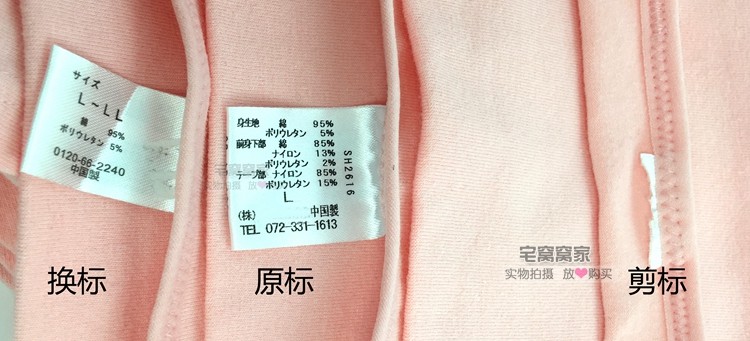 サイズ
L～LL
綿 95%
ポリウレタン 5%
0120-66-2240
中国製
换标
身生地 綿 95%
ポリウレタン 5%
前身下部 綿 85%
ナイロン 13%
ポリウレタン 2%
テープ部 ナイロン 85%
ポリウレタン 15%
L
(株) 中国製
TEL 072-331-1613
SH2616
宅窝窝家
原标
宅窝窝家
实物拍摄 放❤购买
剪标